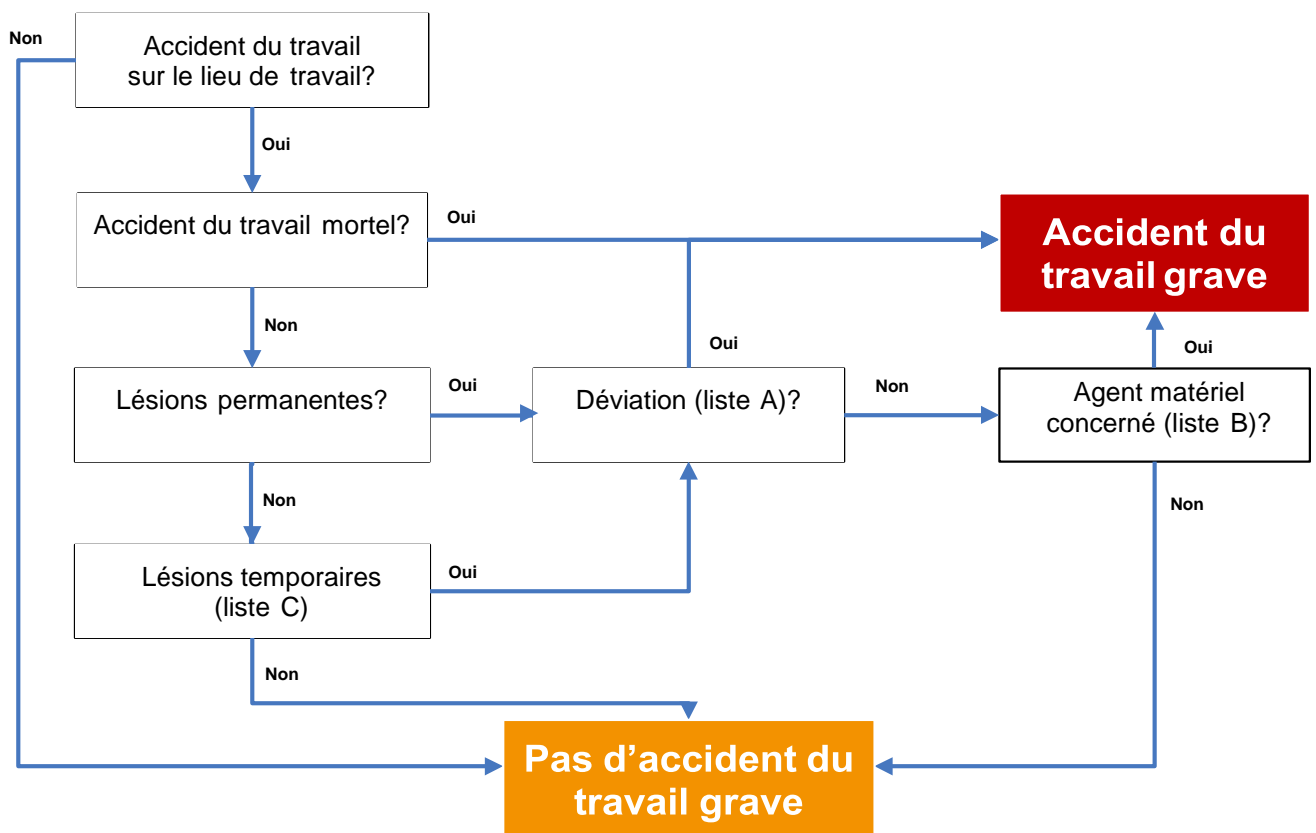 Non
Accident du travail
sur le lieu de travail?
Oui
Accident du travail mortel?
Oui
Accident du
travail grave
Non
Oui
Oui
Lésions permanentes?
Oui
Déviation (liste A)?
Non
Agent matériel
concerné (liste B)?
Non
Non
Lésions temporaires
(liste C)
Oui
Non
Pas d’accident du
travail grave